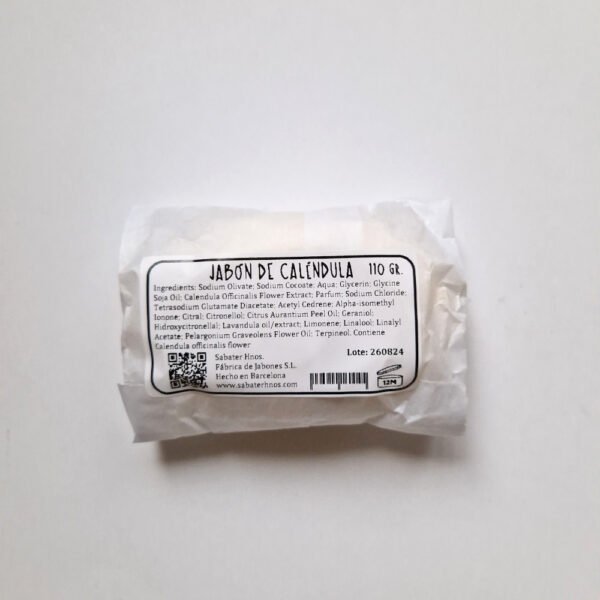 JABÓN DE CALÉNDULA 110 GR.
Ingredients: Sodium Olivate; Sodium Cocoate; Aqua; Glycerin; Glycine
Soja Oil; Calendula Officinalis Flower Extract; Parfum; Sodium Chloride;
Tetrasodium Glutamate Diacetate; Acetyl Cedrene; Alpha-isomethyl
Ionone; Citral; Citronellol; Citrus Aurantium Peel Oil; Geraniol;
Hidroxycitronellal; Lavandula oil/extract; Limonene; Linalool; Linalyl
Acetate; Pelargonium Graveolens Flower Oil; Terpineol. Contiene
Calendula officinalis flower
Lote: 260824
Sabater Hnos.
Fábrica de Jabones S.L.
Hecho en Barcelona
www.sabaterhnos.com
12M